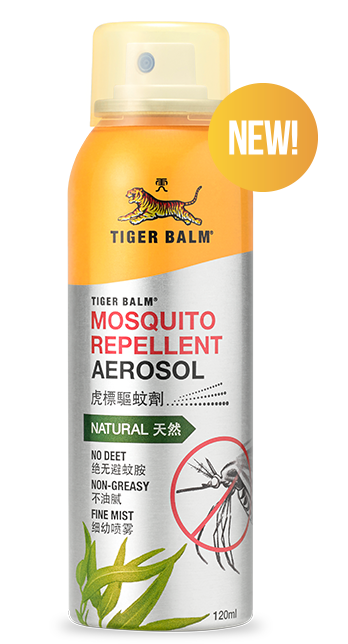 NEW!
虎
TIGER BALM®
TIGER BALM®
MOSQUITO
REPELLENT
AEROSOL
虎標驅蚊劑
NATURAL 天然
NO DEET
绝无避蚊胺
NON-GREASY
不油腻
FINE MIST
细幼喷雾
120ml